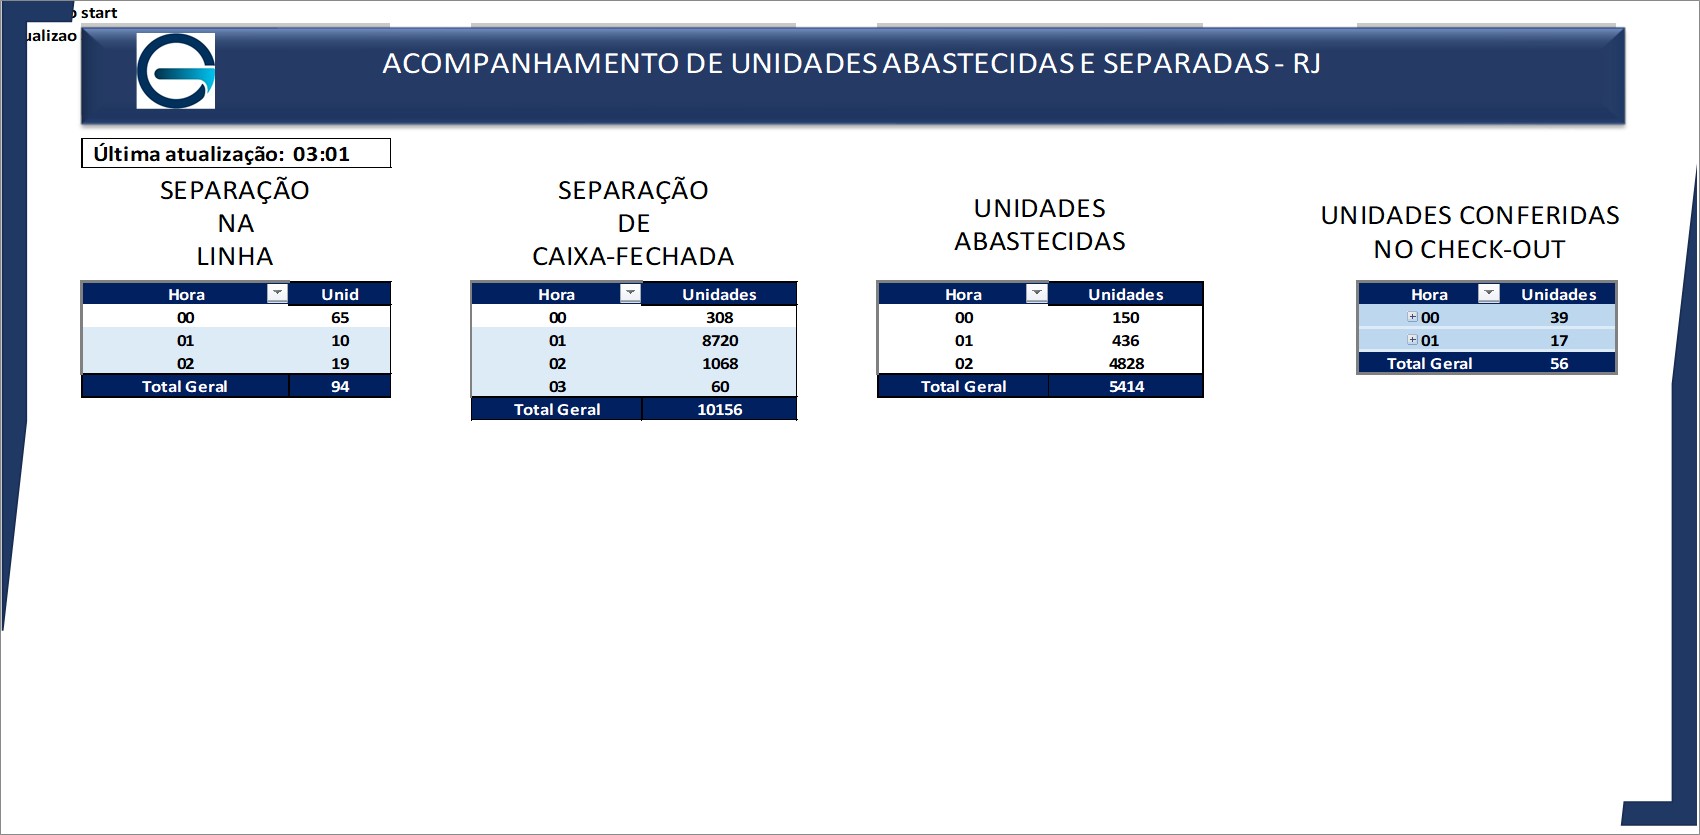 start
ACOMPANHAMENTO DE UNIDADES ABASTECIDAS E SEPARADAS - RJ
Última atualização: 03:01
SEPARAÇÃO
NA
LINHA
Hora Unid
00 65
01 10
02 19
Total Geral 94
SEPARAÇÃO
DE
CAIXA-FECHADA
Hora Unidades
00 308
01 8720
02 1068
03 60
Total Geral 10156
UNIDADES
ABASTECIDAS
Hora Unidades
00 150
01 436
02 4828
Total Geral 5414
UNIDADES CONFERIDAS
NO CHECK-OUT
Hora Unidades
00 39
01 17
Total Geral 56